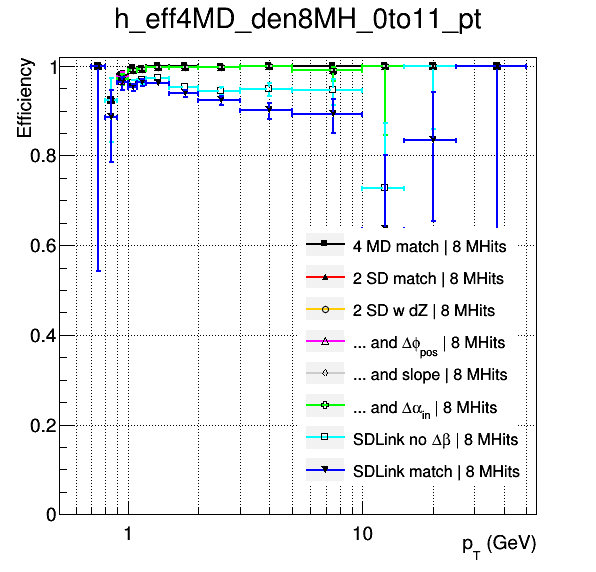 h_eff4MD_den8MH_0to11_pt
Efficiency
1
0.8
0.6
0.4
0.2
0
4 MD match | 8 MHits
2 SD match | 8 MHits
2 SD w dZ | 8 MHits
... and Δϕpos | 8 MHits
... and slope | 8 MHits
... and Δαin | 8 MHits
SDLink no Δβ | 8 MHits
SDLink match | 8 MHits
1 10
pT (GeV)